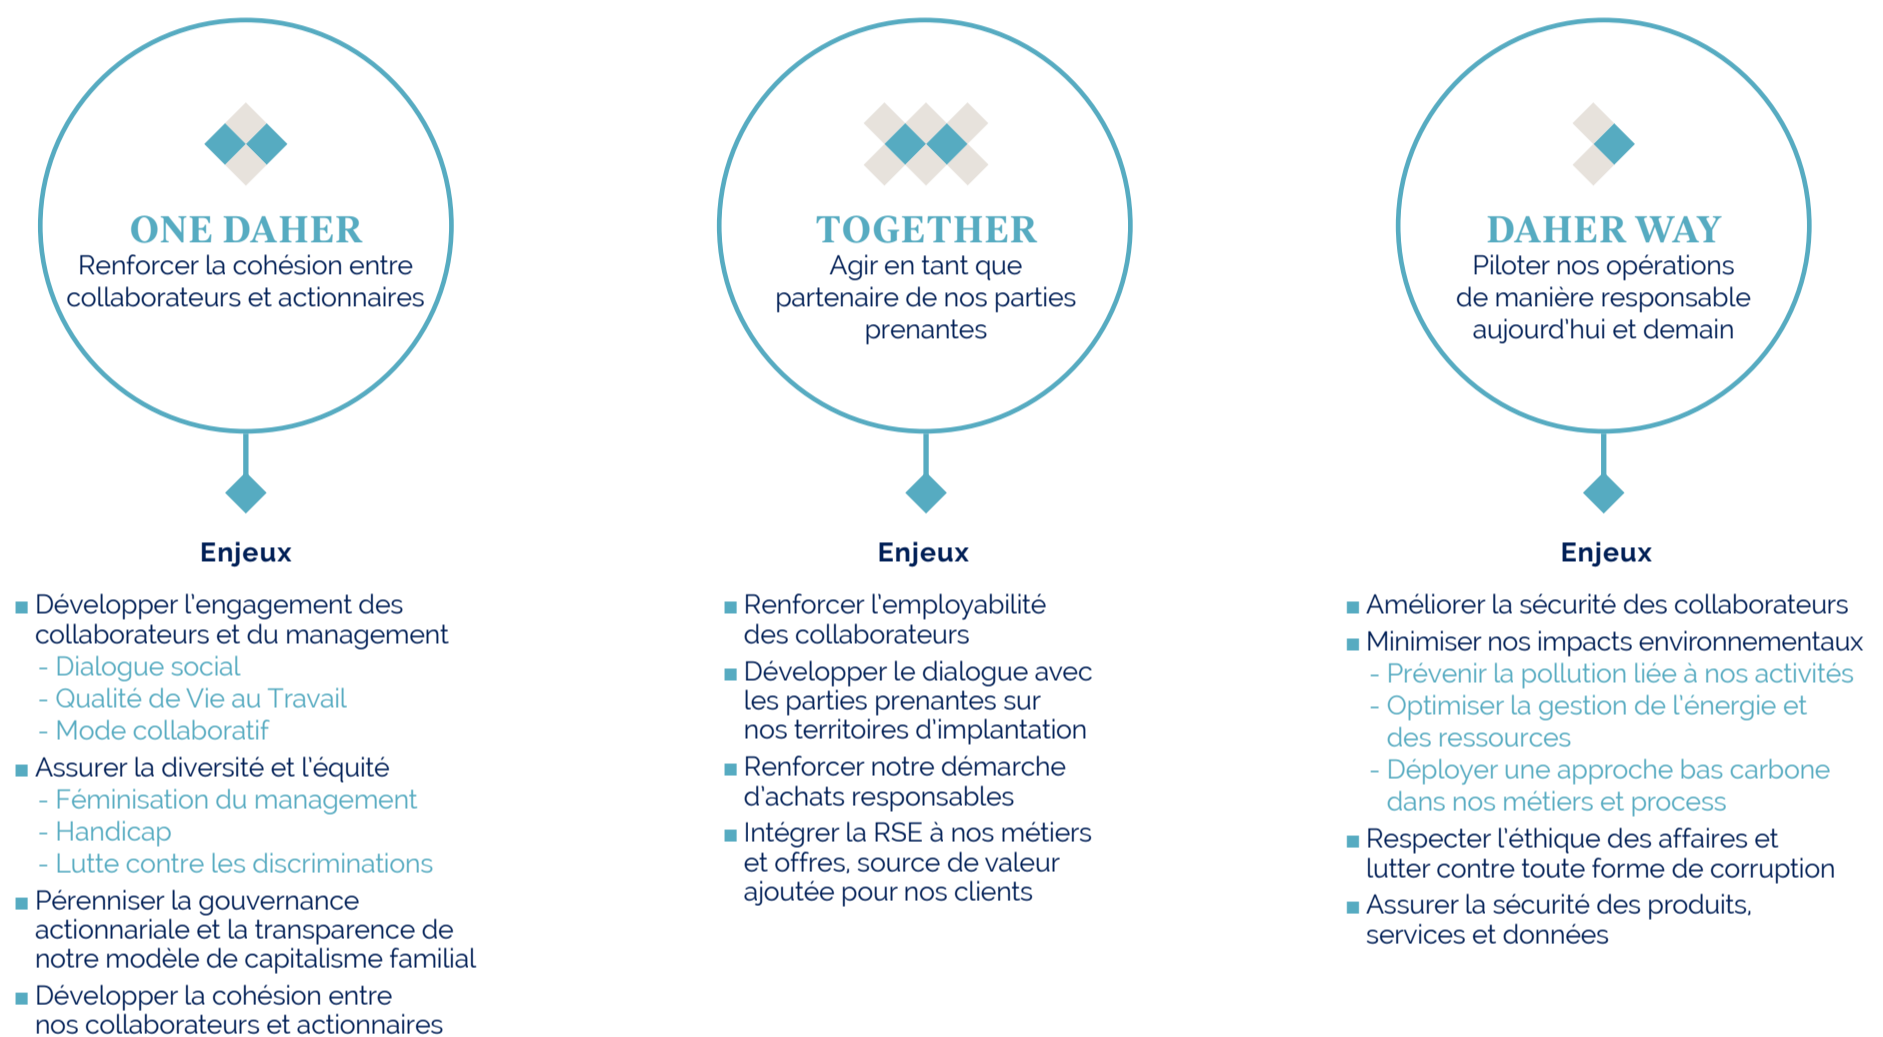 ONE DAHER
Renforcer la cohésion entre
collaborateurs et actionnaires
Enjeux
■ Développer l'engagement des
collaborateurs et du management
- Dialogue social
- Qualité de Vie au Travail
- Mode collaboratif
■ Assurer la diversité et l'équité
- Féminisation du management
- Handicap
- Lutte contre les discriminations
■ Pérenniser la gouvernance
actionnariale et la transparence de
notre modèle de capitalisme familial
■ Développer la cohésion entre
nos collaborateurs et actionnaires
TOGETHER
Agir en tant que
partenaire de nos parties
prenantes
Enjeux
■ Renforcer l'employabilité
des collaborateurs
■ Développer le dialogue avec
les parties prenantes sur
nos territoires d'implantation
■ Renforcer notre démarche
d'achats responsables
■ Intégrer la RSE à nos métiers
et offres, source de valeur
ajoutée pour nos clients
DAHER WAY
Piloter nos opérations
de manière responsable
aujourd'hui et demain
Enjeux
■ Améliorer la sécurité des collaborateurs
■ Minimiser nos impacts environnementaux
- Prévenir la pollution liée à nos activités
- Optimiser la gestion de l'énergie et
des ressources
- Déployer une approche bas carbone
dans nos métiers et process
■ Respecter l'éthique des affaires et
lutter contre toute forme de corruption
■ Assurer la sécurité des produits,
services et données